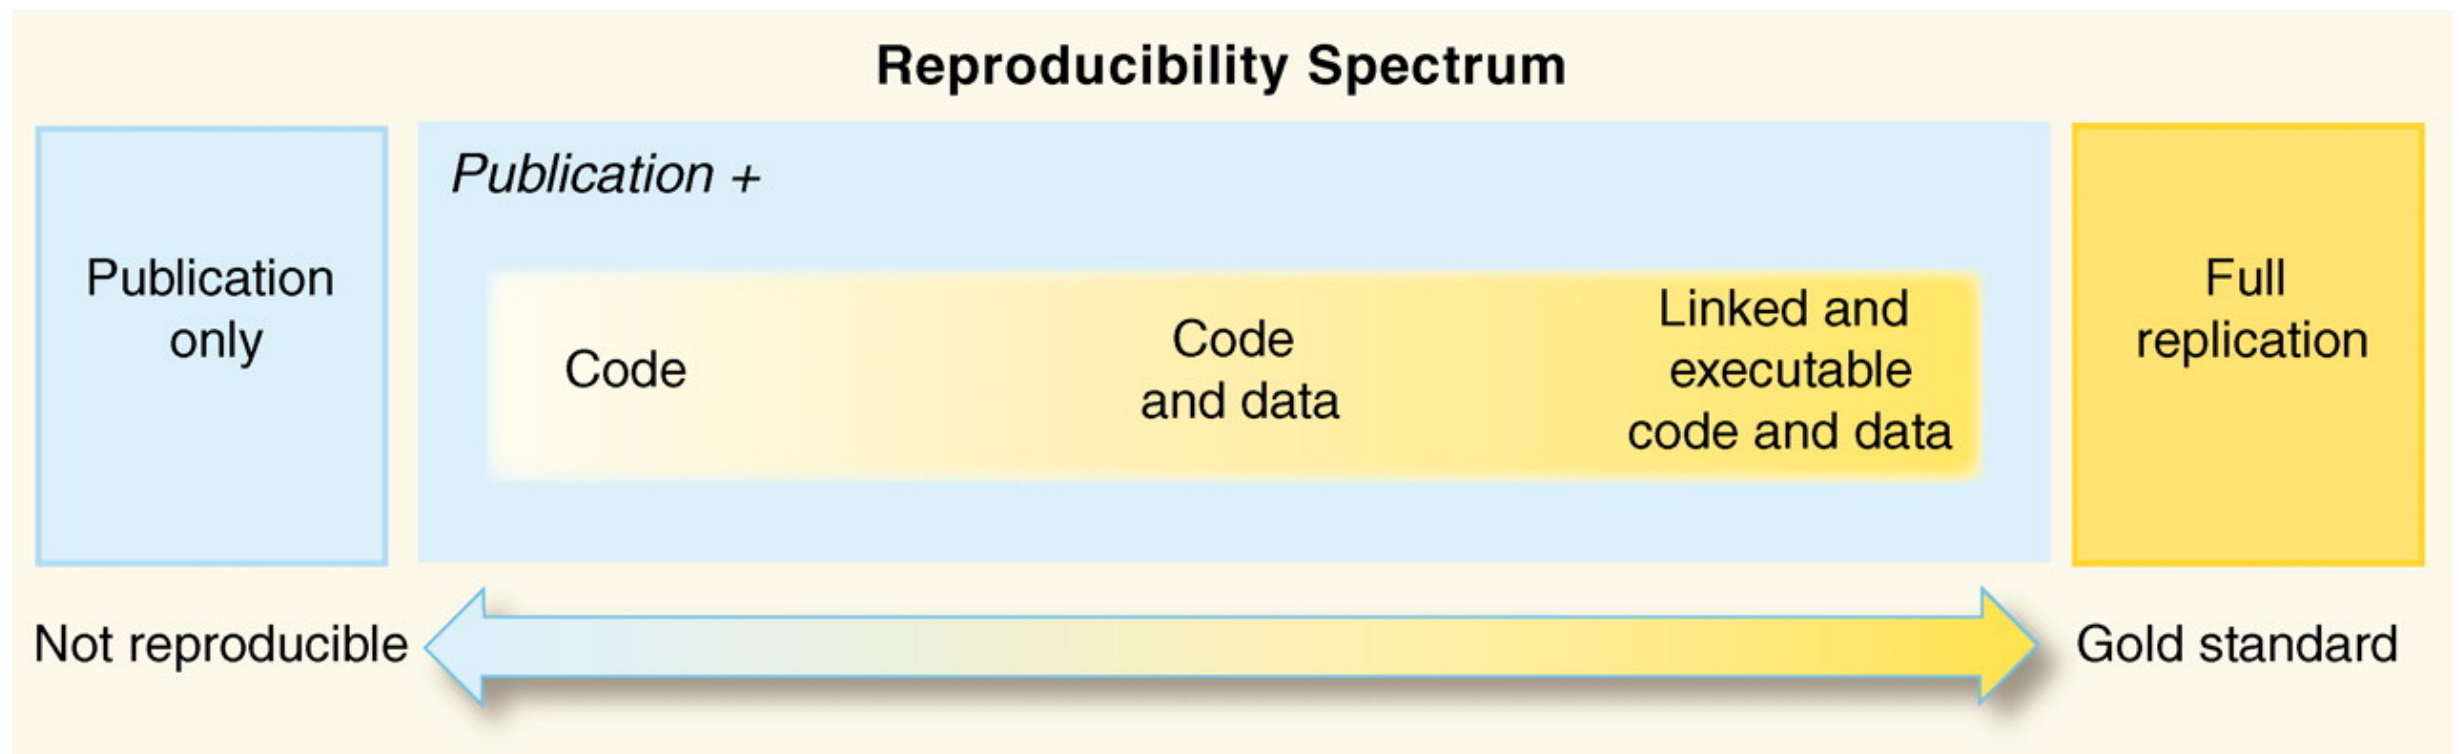 Reproducibility Spectrum
Publication
only
Publication +
Code
Code
and data
Linked and
executable
code and data
Full
replication
Not reproducible
Gold standard